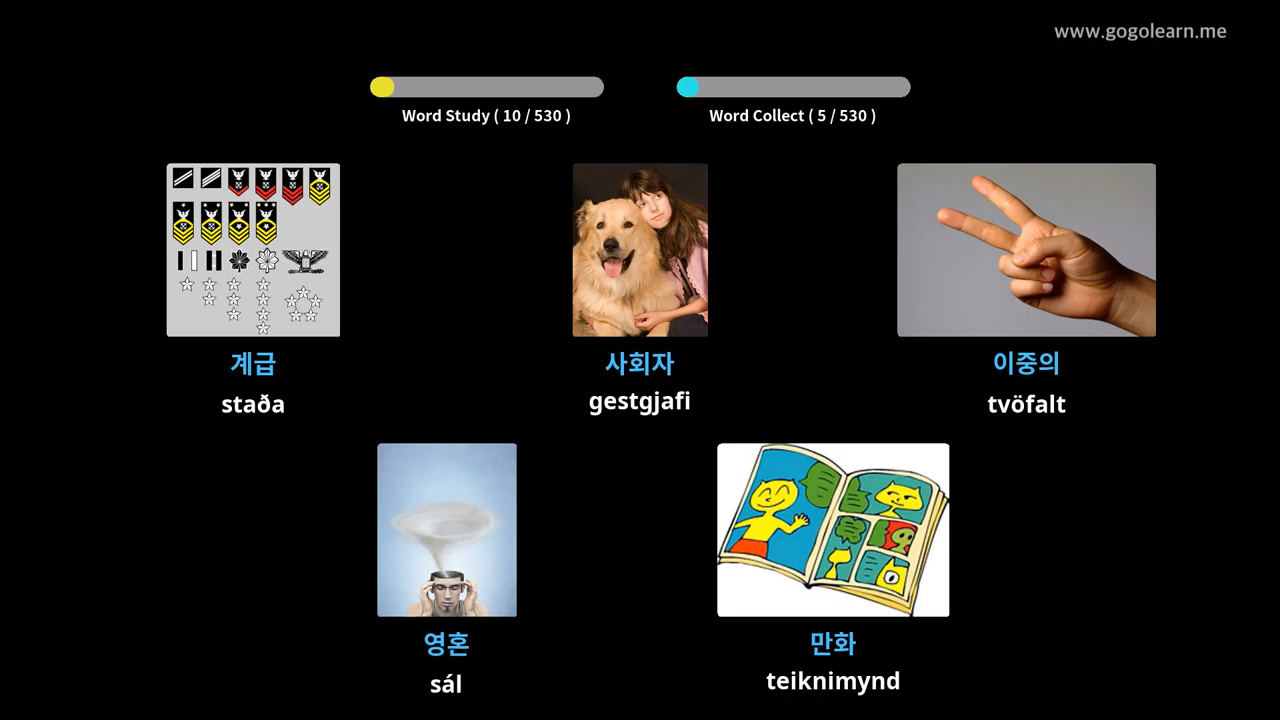 www.gogolearn.me
Word Study ( 10 / 530 )
Word Collect ( 5 / 530 )
계급
staða
사회자
gestgjafi
이중의
tvöfalt
영혼
sál
만화
teiknimynd